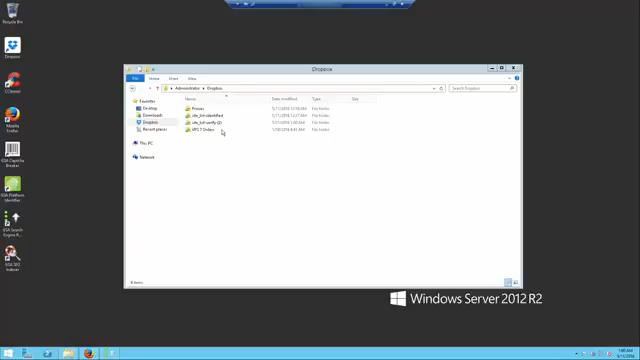 Recycle Bin
Dropbox
CCleaner
Mozilla Firefox
GSA Captcha Breaker
GSA Platform Identifier
GSA Search Engine R...
GSA SEO Indexer
Dropbox
File
Home
Share
View
Administrator
Dropbox
Search Dropbox
Name
Date modified
Type
Size
Favorites
Desktop
Downloads
Dropbox
Recent places
This PC
Network
Proxies
File folder
File folder
File folder
VPS 7 Orders
File folder
Windows Server 2012 R2